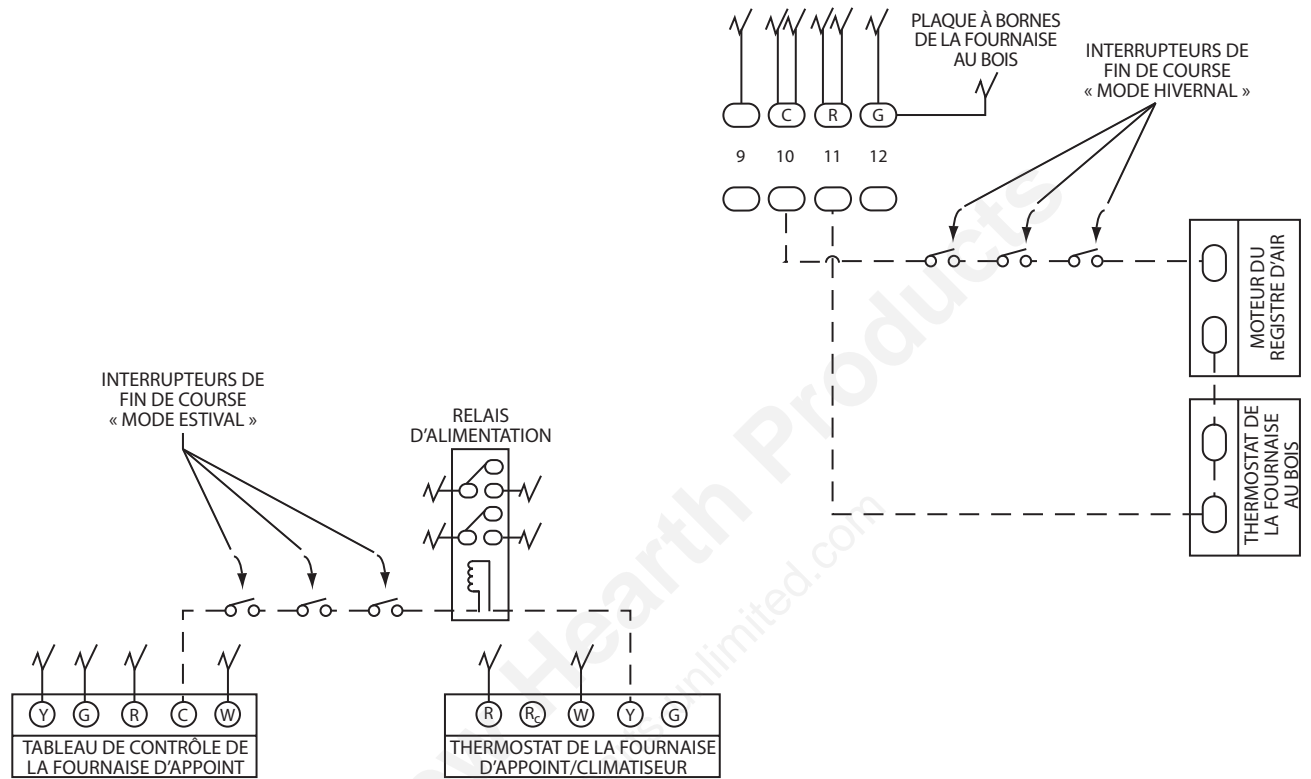 PLAQUE À BORNES
DE LA FOURNAISE
AU BOIS
INTERRUPTEURS DE
FIN DE COURSE
« MODE HIVERNAL »
C R G
9 10 11 12
MOTEUR DU
REGISTRE D'AIR
THERMOSTAT DE
LA FOURNAISE
AU BOIS
INTERRUPTEURS DE
FIN DE COURSE
« MODE ESTIVAL »
RELAIS
D'ALIMENTATION
Y G R C W
TABLEAU DE CONTRÔLE DE
LA FOURNAISE D'APPOINT
R Rc W Y G
THERMOSTAT DE LA FOURNAISE
D'APPOINT/CLIMATISEUR
Hearth Products